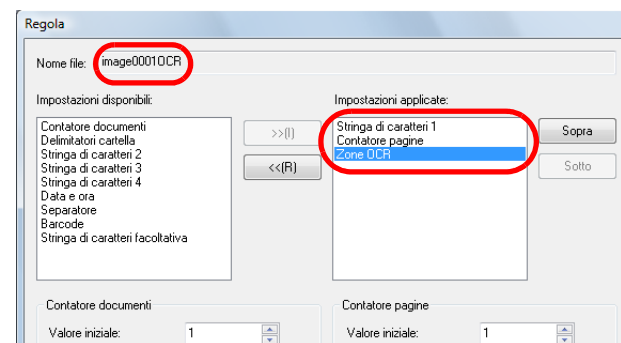 Regola
Nome file: image0001OCR
Impostazioni disponibili:
Contatore documenti
Delimitatori cartella
Stringa di caratteri 2
Stringa di caratteri 3
Stringa di caratteri 4
Data e ora
Separatore
Barcode
Stringa di caratteri facoltativa
>>(I)
<<(R)
Impostazioni applicate:
Stringa di caratteri 1
Contatore pagine
Zone OCR
Sopra
Sotto
Contatore documenti
Valore iniziale: 1
Contatore pagine
Valore iniziale: 1